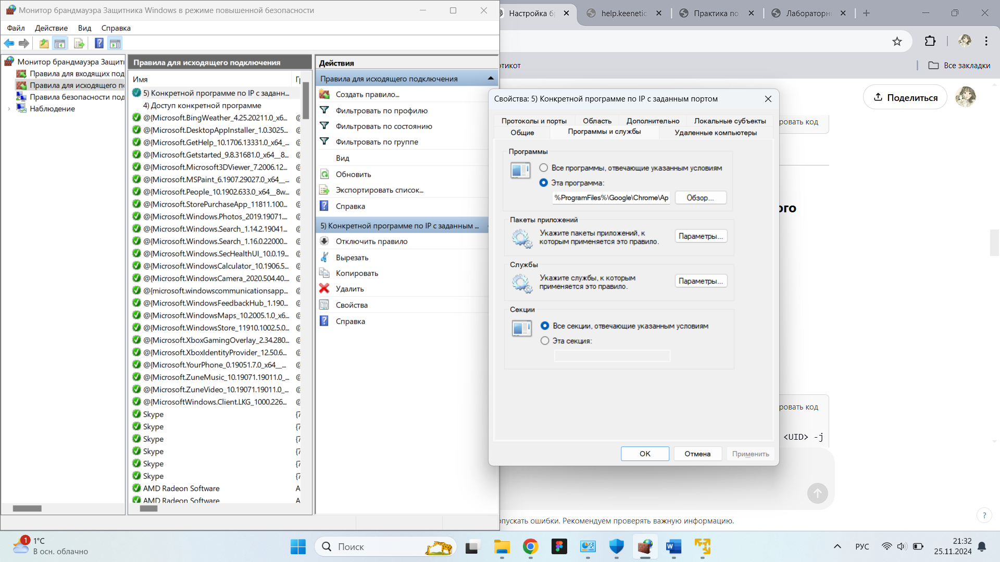 Монитор брандмауэра Защитника Windows в режиме повышенной безопасности
Файл Действие Вид Справка
Монитор брандмауэра Защити
Правила для входящих под
Правила для исходящего по
Правила безопасности под
Наблюдение
Правила для исходящего подключения
Имя Гр
5) Конкретной программе по IP с заданн...
4) Доступ конкретной программе
@{Microsoft.BingWeather_4.25.20211.0_x6...
@{Microsoft.DesktopAppInstaller_1.0.3025...
@{Microsoft.GetHelp_10.1706.13331.0_x64_...
@{Microsoft.Getstarted_9.8.31681.0_x64__8...
@{Microsoft.Microsoft3DViewer_7.2006.12...
@{Microsoft.MSPaint_6.1907.29027.0_x64__...
@{Microsoft.People_10.1902.633.0_x64__8w...
@{Microsoft.StorePurchaseApp_11811.100...
@{Microsoft.Windows.Photos_2019.19071...
@{Microsoft.Windows.Search_1.14.2.19041...
@{Microsoft.Windows.Search_1.16.0.22000...
@{Microsoft.Windows.SecHealthUI_10.0.19...
@{Microsoft.WindowsCalculator_10.1906.5...
@{Microsoft.WindowsCamera_2020.504.40....
@{microsoft.windowscommunicationsapp...
@{Microsoft.WindowsFeedbackHub_1.190...
@{Microsoft.WindowsMaps_10.2005.1.0_x6...
@{Microsoft.WindowsStore_11910.1002.5.0...
@{Microsoft.XboxGamingOverlay_2.34.280...
@{Microsoft.XboxIdentityProvider_12.50.6...
@{Microsoft.YourPhone_0.19051.7.0_x64__...
@{Microsoft.ZuneMusic_10.19071.19011.0_...
@{Microsoft.ZuneVideo_10.19071.19011.0_...
@{MicrosoftWindows.Client.LKG_1000.226...
Skype {7
Skype {7
Skype {7
Skype {7
Skype {7
Skype {7
AMD Radeon Software A
AMD Radeon Software A
Действия
Правила для исходящего подключения
Создать правило...
Фильтровать по профилю
Фильтровать по состоянию
Фильтровать по группе
Вид
Обновить
Экспортировать список...
Справка
5) Конкретной программе по IP с заданным ...
Отключить правило
Вырезать
Копировать
Удалить
Свойства
Справка
Свойства: 5) Конкретной программе по IP с заданным портом
Протоколы и порты Область Дополнительно Локальные субъекты
Общие Программы и службы Удаленные компьютеры
Программы
Все программы, отвечающие указанным условиям
Эта программа:
%ProgramFiles%\Google\Chrome\Ap Обзор...
Пакеты приложений
Укажите пакеты приложений, к
которым применяется это правило.
Параметры...
Службы
Укажите службы, к которым
применяется это правило.
Параметры...
Секции
Все секции, отвечающие указанным условиям
Эта секция:
ОК Отмена Применить
Настройка бр help.keenetic Практика по Лабораторн
отикот Все закладки
Поделиться
ровать код
ого
ровать код
<UID> -j
опускать ошибки. Рекомендуем проверять важную информацию.
?
1
1°C
В осн. облачно
Поиск
РУС
21:32
25.11.2024